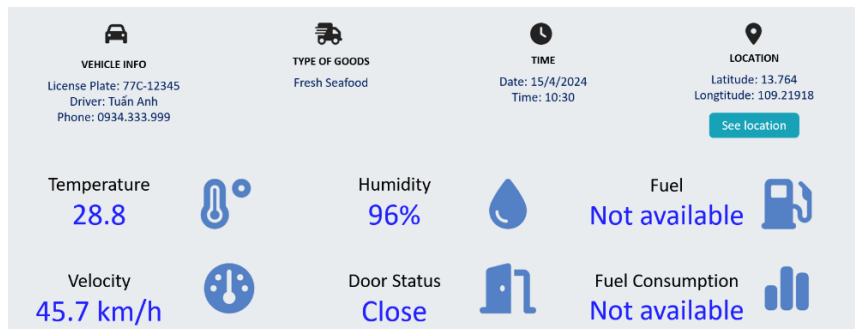 VEHICLE INFO
License Plate: 77C-12345
Driver: Tuấn Anh
Phone: 0934.333.999
TYPE OF GOODS
Fresh Seafood
TIME
Date: 15/4/2024
Time: 10:30
LOCATION
Latitude: 13.764
Longtitude: 109.21918
See location
Temperature
28.8
Humidity
96%
Fuel
Not available
Velocity
45.7 km/h
Door Status
Close
Fuel Consumption
Not available